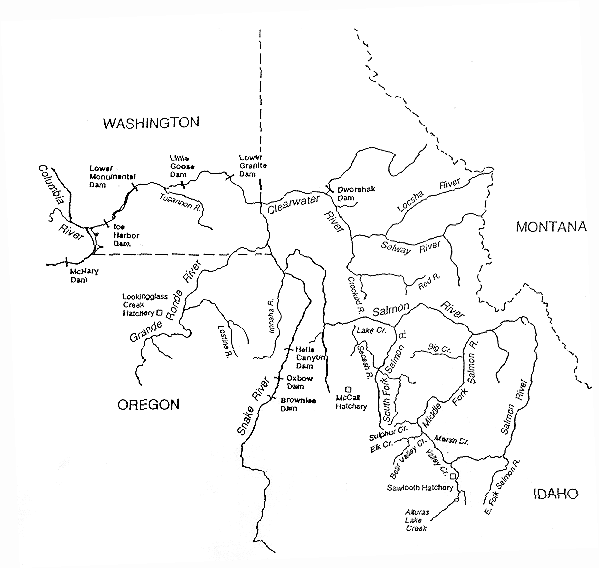 WASHINGTON
Little
Goose
Dam
Lower
Granite
Dam
Lower
Monumental
Dam
Columbia
River
Tucannon R.
Ice
Harbor
Dam
McNary
Dam
Dworshak
Dam
Clearwater
River
Locsha River
Selway River
MONTANA
Crooked R.
Red R.
Lookingglass
Creek
Hatchery
Grande Ronde River
Lostine R.
Imnaha R.
Salmon River
Lake Cr.
Secesh R.
South Fork Salmon R.
Big Cr.
Middle Fork Salmon R.
Salmon River
Hells
Canyon
Dam
Oxbow
Dam
Brownlee
Dam
Snake River
McCall
Hatchery
OREGON
Sulphur Cr.
Elk Cr.
Bear Valley Cr.
Marsh Cr.
Valley Cr.
Sawtooth Hatchery
E. Fork Salmon R.
IDAHO
Alturas
Lake
Creek